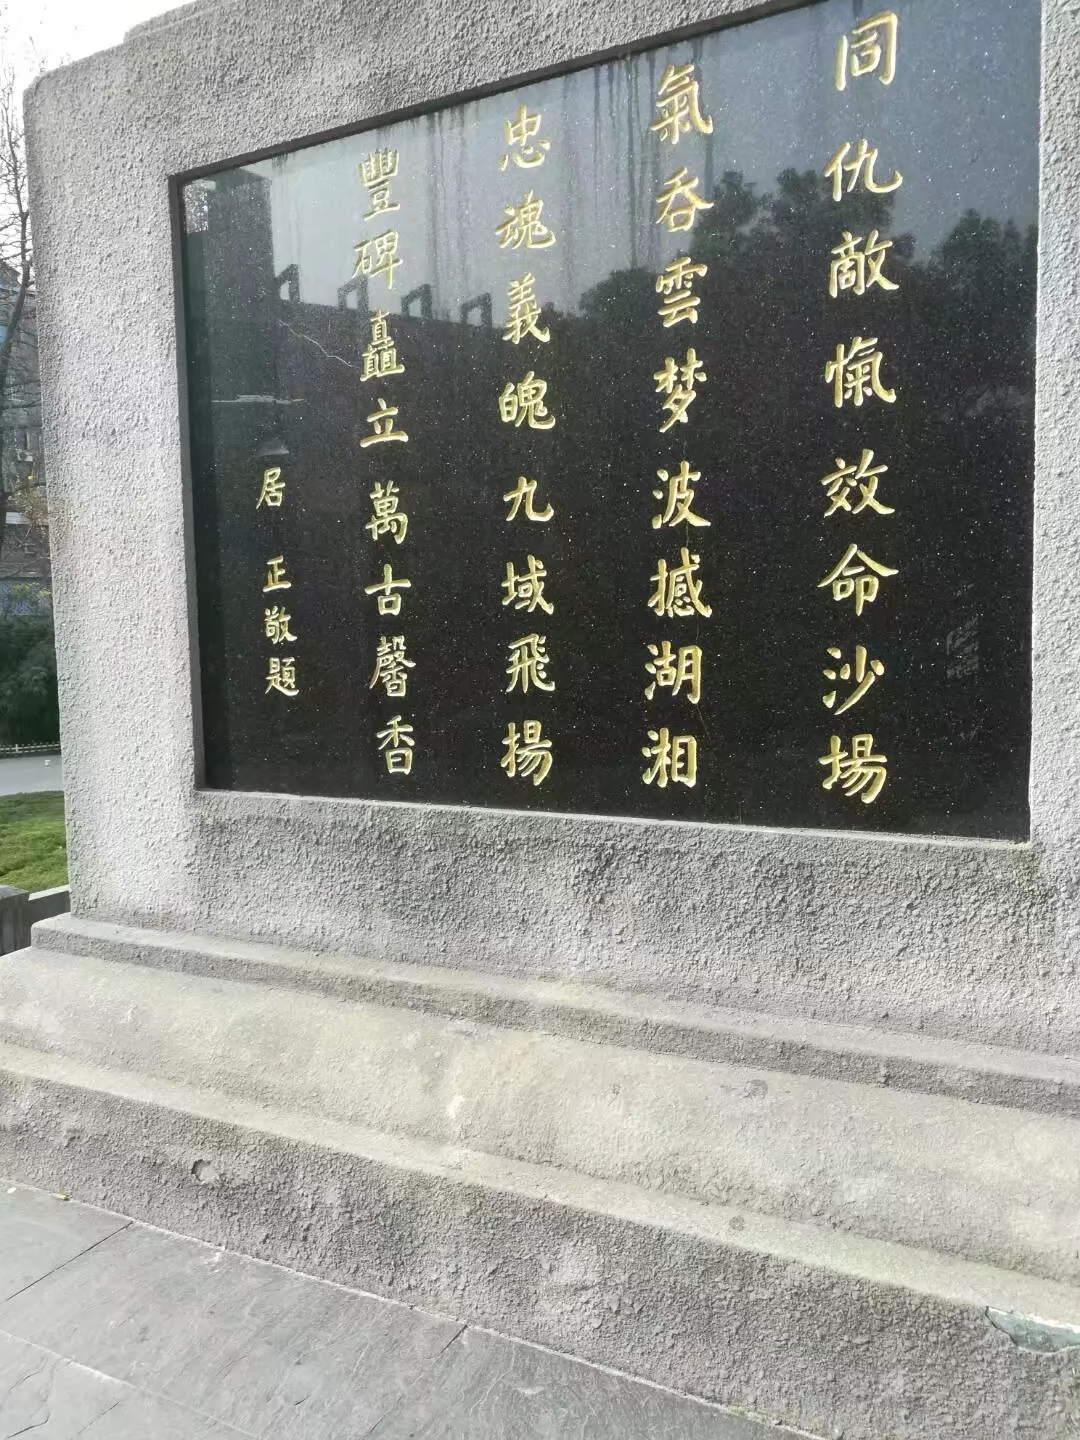 同仇敵愾效命沙場
氣吞雲梦波撼湖湘
忠魂義魄九域飛揚
豐碑矗立萬古馨香
居正敬題